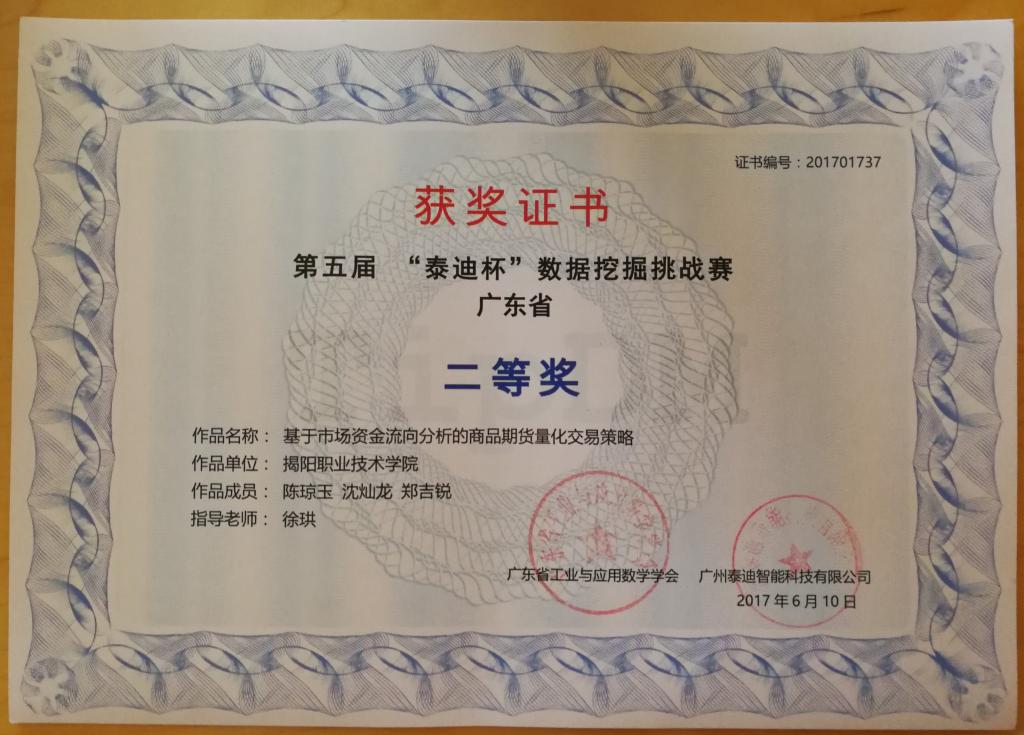 证书编号：201701737
获奖证书
第五届 “泰迪杯”数据挖掘挑战赛
广东省
二等奖
作品名称： 基于市场资金流向分析的商品期货量化交易策略
作品单位： 揭阳职业技术学院
作品成员： 陈琼玉 沈灿龙 郑吉锐
指导老师： 徐珙
广东省工业与应用数学学会 广州泰迪智能科技有限公司
2017年6月10日